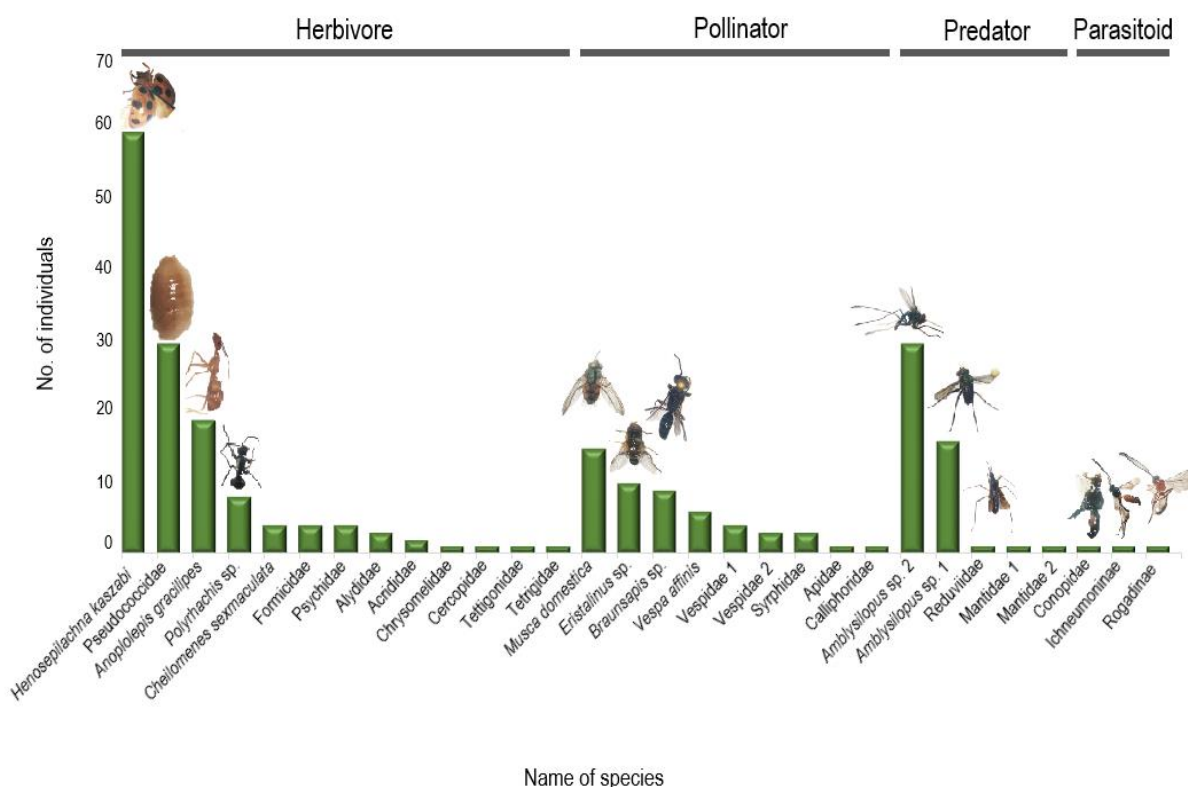 Herbivore Pollinator Predator Parasitoid
No. of individuals
70
60
50
40
30
20
10
0
Henosepilachna kaszabi
Pseudococcidae
Anoplolepis gracilipes
Polyrhachis sp.
Cheilomenes sexmaculata
Formicidae
Psychidae
Alydidae
Acrididae
Chrysomelidae
Cercopidae
Tettigonidae
Tetrigidae
Musca domestica
Eristalinus sp.
Braunsapis sp.
Vespa affinis
Vespidae 1
Vespidae 2
Syrphidae
Apidae
Calliphoridae
Amblysilopus sp. 2
Amblysilopus sp. 1
Reduviidae
Mantidae 1
Mantidae 2
Conopidae
Ichneumoninae
Rogadinae
Name of species